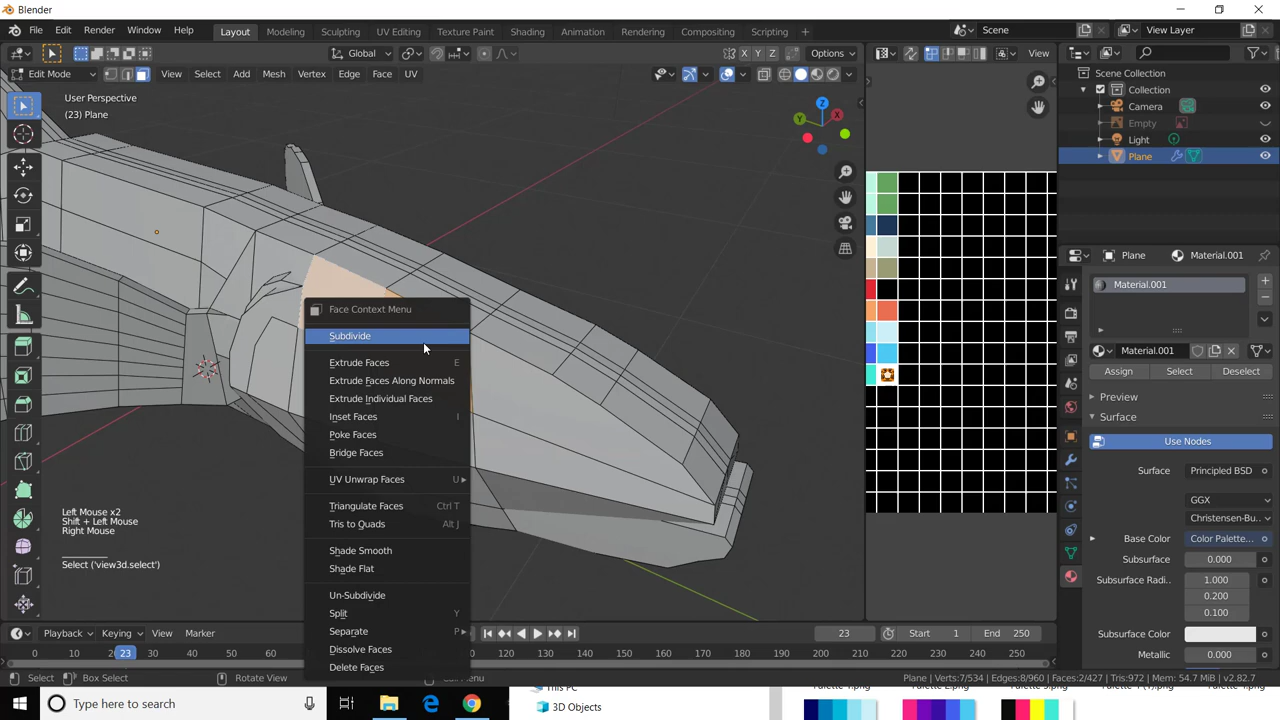 Blender
File Edit Render Window Help
Layout Modeling Sculpting UV Editing Texture Paint Shading Animation Rendering Compositing Scripting
Scene View Layer
Global X Y Z Options View
Edit Mode View Select Add Mesh Vertex Edge Face UV
User Perspective
(23) Plane
Z
X
Y
Scene Collection
Collection
Camera
Empty
Light
Plane
Plane Material.001
Material.001
Material.001
Assign Select Deselect
Preview
Surface
Use Nodes
Surface Principled BSD
GGX
Christensen-Bu..
Base Color Color Palette...
Subsurface 0.000
Subsurface Radi.. 1.000
0.200
0.100
Subsurface Color
Metallic 0.000
Face Context Menu
Subdivide
Extrude Faces E
Extrude Faces Along Normals
Extrude Individual Faces
Inset Faces I
Poke Faces
Bridge Faces
UV Unwrap Faces U
Triangulate Faces Ctrl T
Tris to Quads Alt J
Shade Smooth
Shade Flat
Un-Subdivide
Split Y
Separate P
Dissolve Faces
Delete Faces
Left Mouse x2
Shift + Left Mouse
Right Mouse
Select ('view3d.select')
Playback Keying View Marker 23 Start 1 End 250
0 10 23 30 40 50 60 70 80 90 110 120 130 140 150 160 170 180 190 200 210 220 230 240 250
Select Box Select Rotate View Menu Plane | Verts:7/534 | Edges:8/960 | Faces:2/427 | Tris:972 | Mem: 54.7 MiB | v2.82.7
Type here to search
This PC
3D Objects